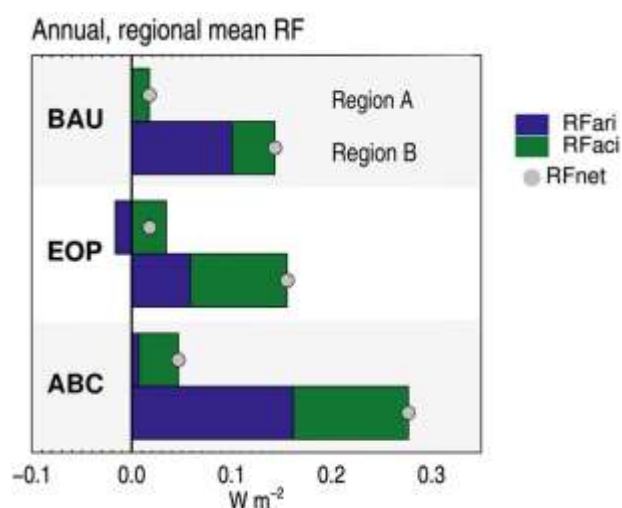 Annual, regional mean RF
BAU
Region A
Region B
RFari
RFaci
RFnet
EOP
ABC
−0.1 0.0 0.1 0.2 0.3
W m⁻²